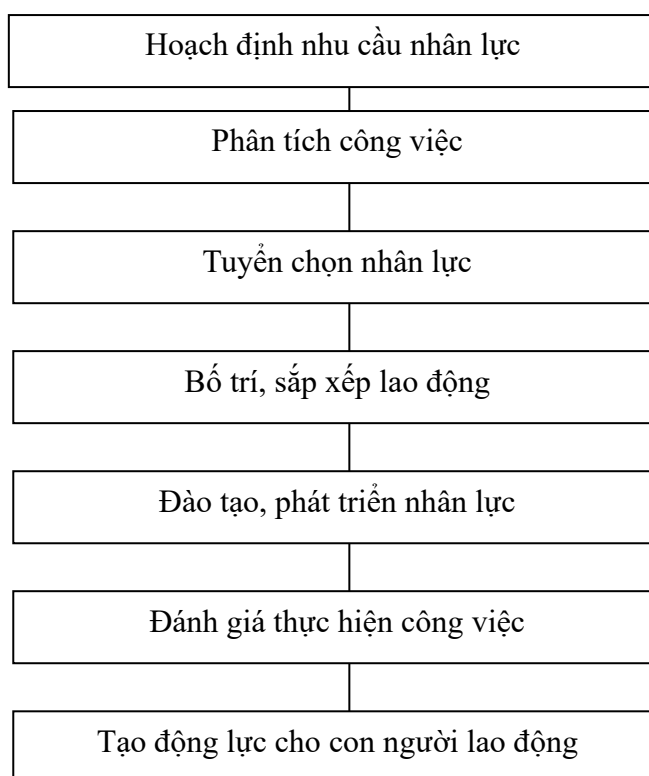 Hoạch định nhu cầu nhân lực
Phân tích công việc
Tuyển chọn nhân lực
Bố trí, sắp xếp lao động
Đào tạo, phát triển nhân lực
Đánh giá thực hiện công việc
Tạo động lực cho con người lao động